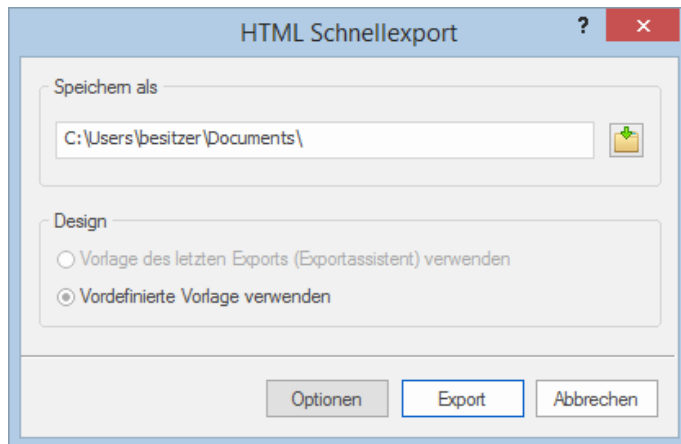 HTML Schnellexport
?
Speichern als
C:\Users\besitzer\Documents\
Design
Vorlage des letzten Exports (Exportassistent) verwenden
Vordefinierte Vorlage verwenden
Optionen
Export
Abbrechen